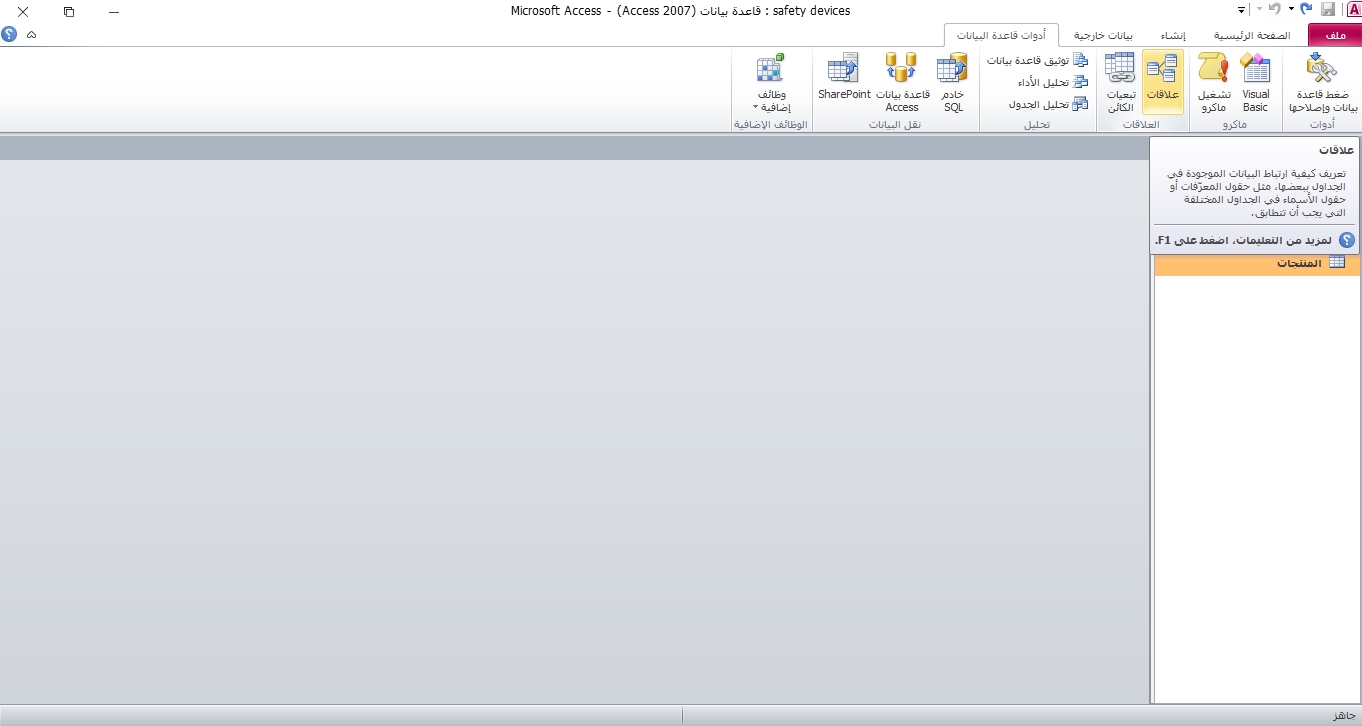 safety devices : قاعدة بيانات (Access 2007) - Microsoft Access
ملف
الصفحة الرئيسية
إنشاء
بيانات خارجية
أدوات قاعدة البيانات
ضغط قاعدة
بيانات وإصلاحها
أدوات
Visual
Basic
تشغيل
ماكرو
ماكرو
علاقات
تبعيات
الكائن
العلاقات
توثيق قاعدة بيانات
تحليل الأداء
تحليل الجدول
تحليل
خادم
SQL
قاعدة بيانات
Access
SharePoint
نقل البيانات
وظائف
إضافية
الوظائف الإضافية
علاقات
تعريف كيفية ارتباط البيانات الموجودة في
الجداول ببعضها، مثل حقول المعرّفات أو
حقول الأسماء في الجداول المختلفة
التي يجب أن تتطابق.
لمزيد من التعليمات، اضغط على F1.
المنتجات
جاهز